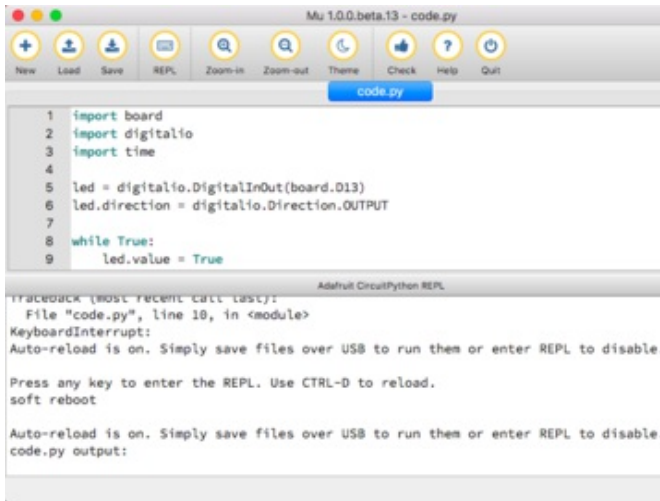 Mu 1.0.0.beta.13 - code.py
New Load Save REPL Zoom-in Zoom-out Theme Check Help Quit
code.py
1 import board
2 import digitalio
3 import time
4
5 led = digitalio.DigitalInOut(board.D13)
6 led.direction = digitalio.Direction.OUTPUT
7
8 while True:
9     led.value = True
Adafruit CircuitPython REPL
Traceback (most recent call last):
  File "code.py", line 10, in <module>
KeyboardInterrupt:
Auto-reload is on. Simply save files over USB to run them or enter REPL to disable
Press any key to enter the REPL. Use CTRL-D to reload.
soft reboot
Auto-reload is on. Simply save files over USB to run them or enter REPL to disable
code.py output: